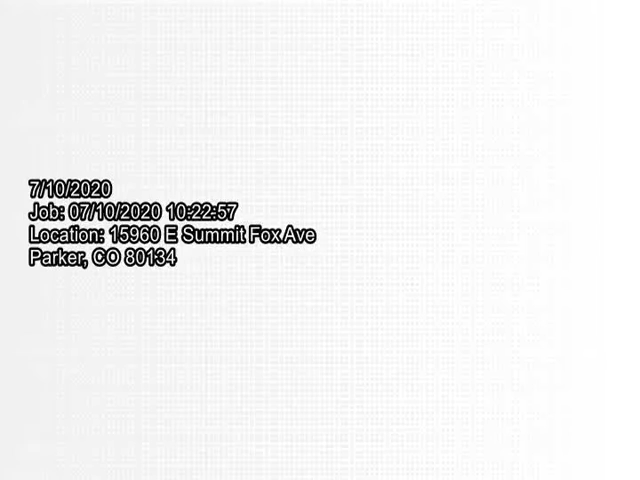 7/10/2020
Job: 07/10/2020 10:22:57
Location: 15960 E Summit Fox Ave
Parker, CO 80134